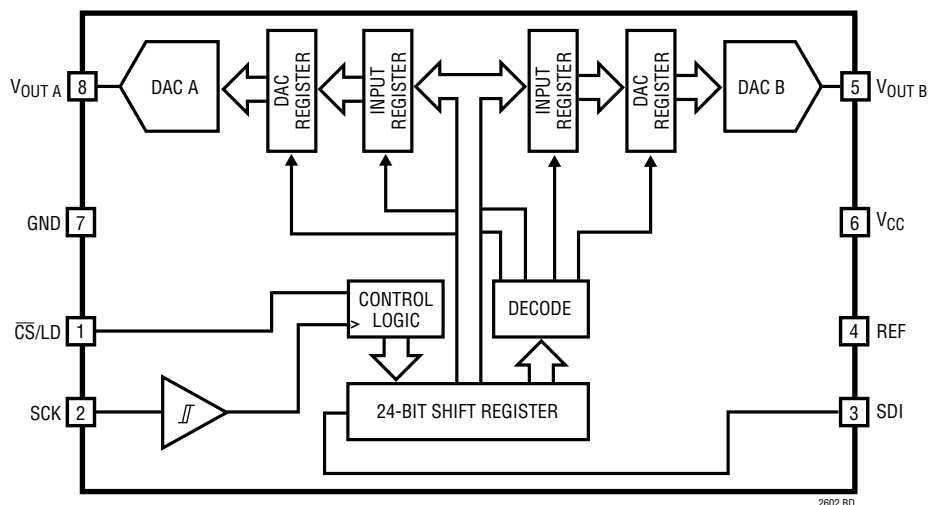 VOUT A
8
DAC A
DAC
REGISTER
INPUT
REGISTER
INPUT
REGISTER
DAC
REGISTER
DAC B
5
VOUT B
GND
7
6
VCC
CS/LD
1
CONTROL
LOGIC
DECODE
4
REF
SCK
2
24-BIT SHIFT REGISTER
3
SDI
2602 BD